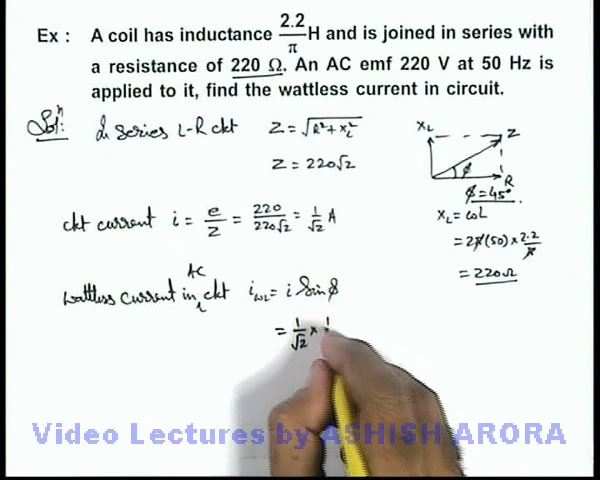 Ex : A coil has inductance 2.2/π H and is joined in series with
a resistance of 220 Ω. An AC emf 220 V at 50 Hz is
applied to it, find the wattless current in circuit.
Solⁿ: In series L-R ckt Z = √(R²+X_L²)
Z = 220√2
X_L
Z
R
φ
φ = 45°
X_L = ωL
= 2π(50) × 2.2/π
= 220Ω
ckt current i = e/Z = 220/220√2 = 1/√2 A
wattless current in AC ckt i_WL = i Sinφ
= 1/√2 ×
Video Lectures by ASHISH ARORA